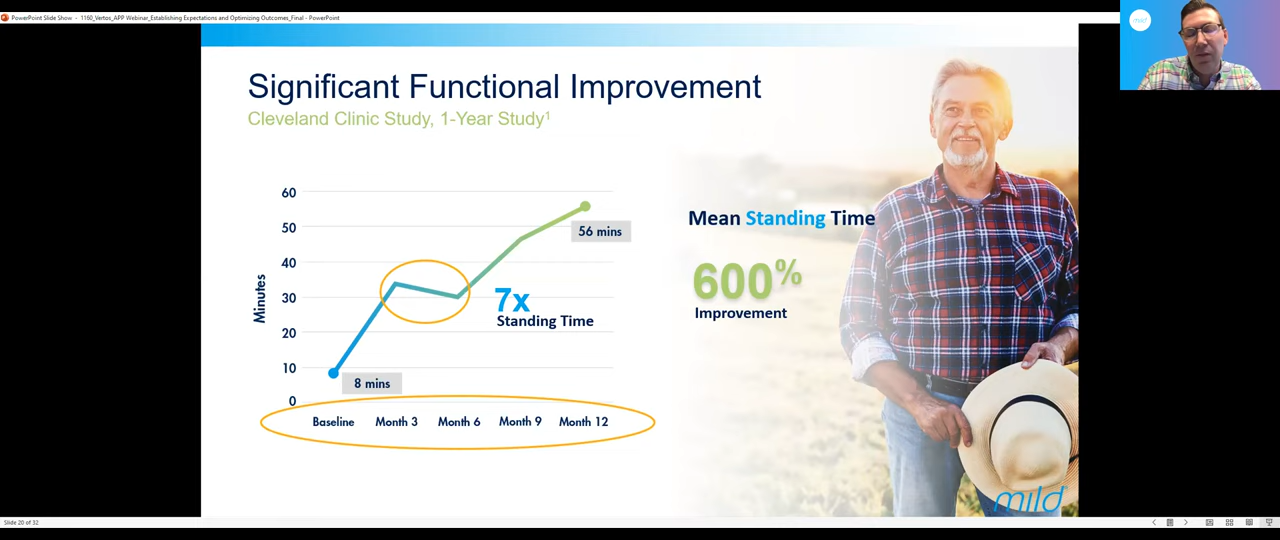 PowerPoint Slide Show - 1160_Vertos_APP Webinar_Establishing Expectations and Optimizing Outcomes_Final - PowerPoint
mild
Significant Functional Improvement
Cleveland Clinic Study, 1-Year Study¹
60
50
40
30
20
10
0
Minutes
56 mins
7x
Standing Time
8 mins
Baseline Month 3 Month 6 Month 9 Month 12
Mean Standing Time
600%
Improvement
mild
Slide 20 of 32